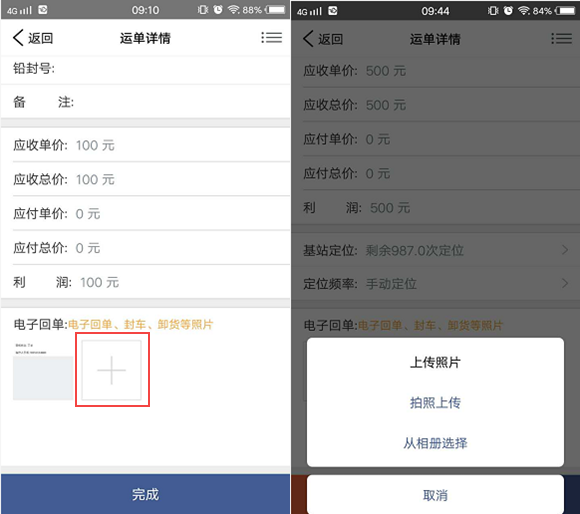 4G 09:10 88%
返回 运单详情
铅封号:
备 注:
应收单价: 100 元
应收总价: 100 元
应付单价: 0 元
应付总价: 0 元
利 润: 100 元
电子回单:电子回单、封车、卸货等照片
完成
4G 09:44 84%
返回 运单详情
应收单价: 500 元
应收总价: 500 元
应付单价: 0 元
应付总价: 0 元
利 润: 500 元
基站定位: 剩余987.0次定位
定位频率: 手动定位
电子回单:电子回单、封车、卸货等照片
上传照片
拍照上传
从相册选择
取消